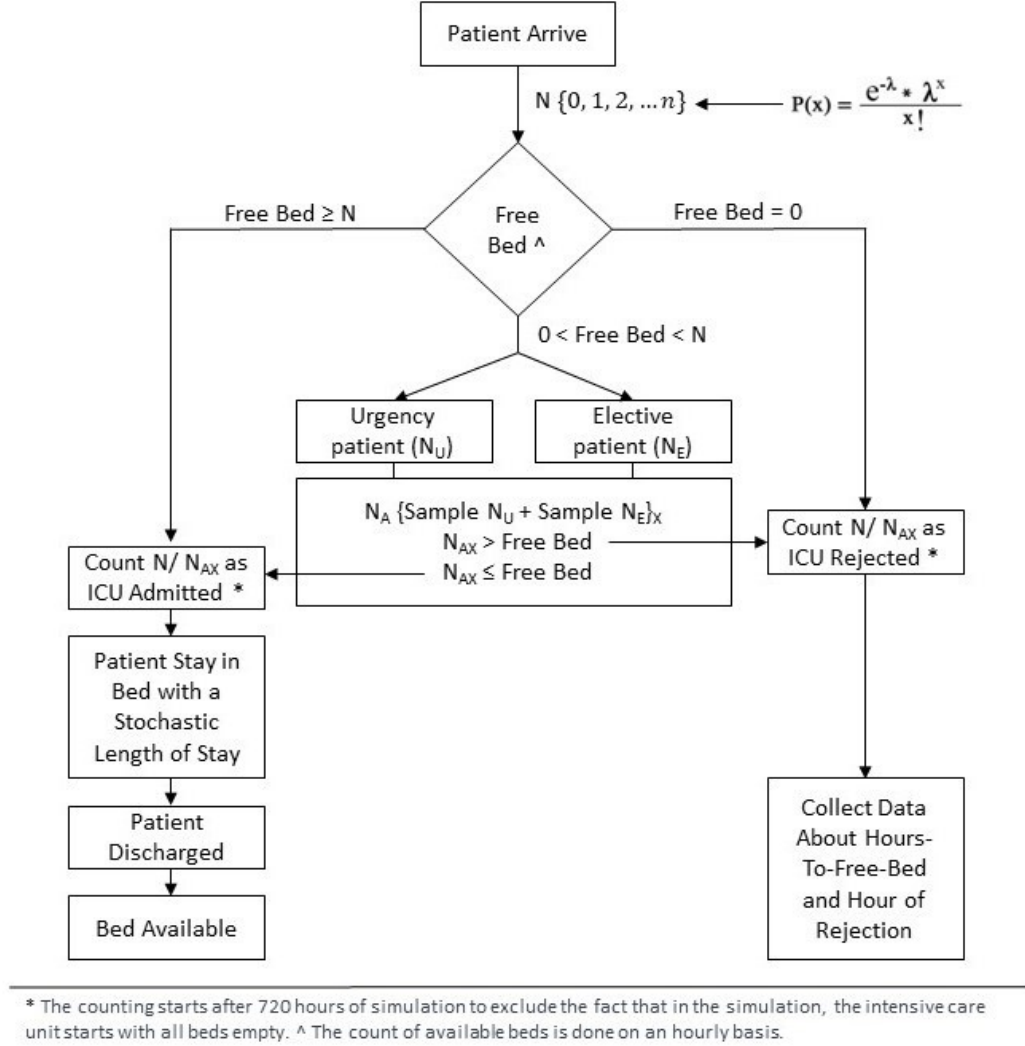 Patient Arrive
N {0, 1, 2, ...n}
P(x) = e^-λ * λ^x / x!
Free Bed ≥ N
Free
Bed ^
Free Bed = 0
0 < Free Bed < N
Urgency
patient (N_U)
Elective
patient (N_E)
N_A {Sample N_U + Sample N_E}_X
N_AX > Free Bed
N_AX ≤ Free Bed
Count N/ N_AX as
ICU Rejected *
Count N/ N_AX as
ICU Admitted *
Patient Stay in
Bed with a
Stochastic
Length of Stay
Patient
Discharged
Bed Available
Collect Data
About Hours-
To-Free-Bed
and Hour of
Rejection
* The counting starts after 720 hours of simulation to exclude the fact that in the simulation, the intensive care
unit starts with all beds empty. ^ The count of available beds is done on an hourly basis.